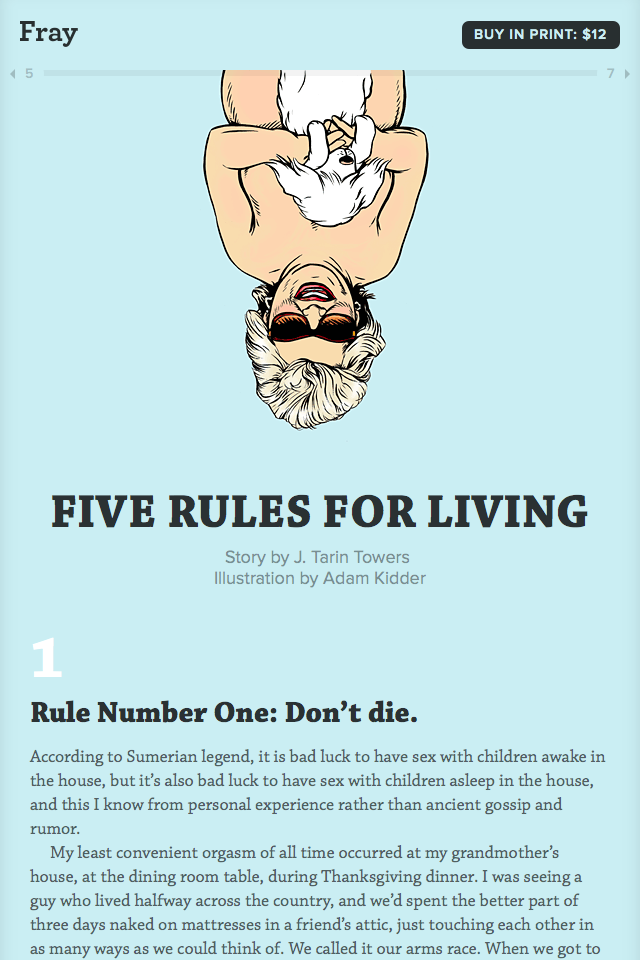 Fray
BUY IN PRINT: $12
5
7
FIVE RULES FOR LIVING
Story by J. Tarin Towers
Illustration by Adam Kidder
1
Rule Number One: Don’t die.
According to Sumerian legend, it is bad luck to have sex with children awake in
the house, but it’s also bad luck to have sex with children asleep in the house,
and this I know from personal experience rather than ancient gossip and
rumor.
My least convenient orgasm of all time occurred at my grandmother’s
house, at the dining room table, during Thanksgiving dinner. I was seeing a
guy who lived halfway across the country, and we’d spent the better part of
three days naked on mattresses in a friend’s attic, just touching each other in
as many ways as we could think of. We called it our arms race. When we got to